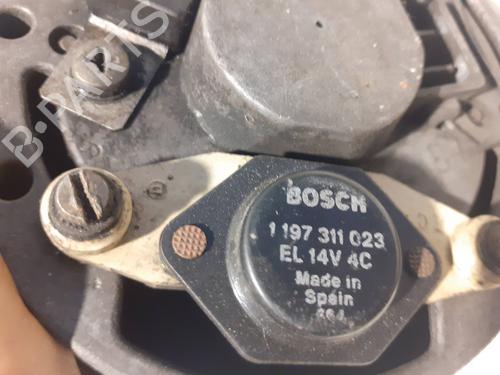 B-PARTS
BOSCH
1 197 311 023
EL 14V 4C
Made in
Spain